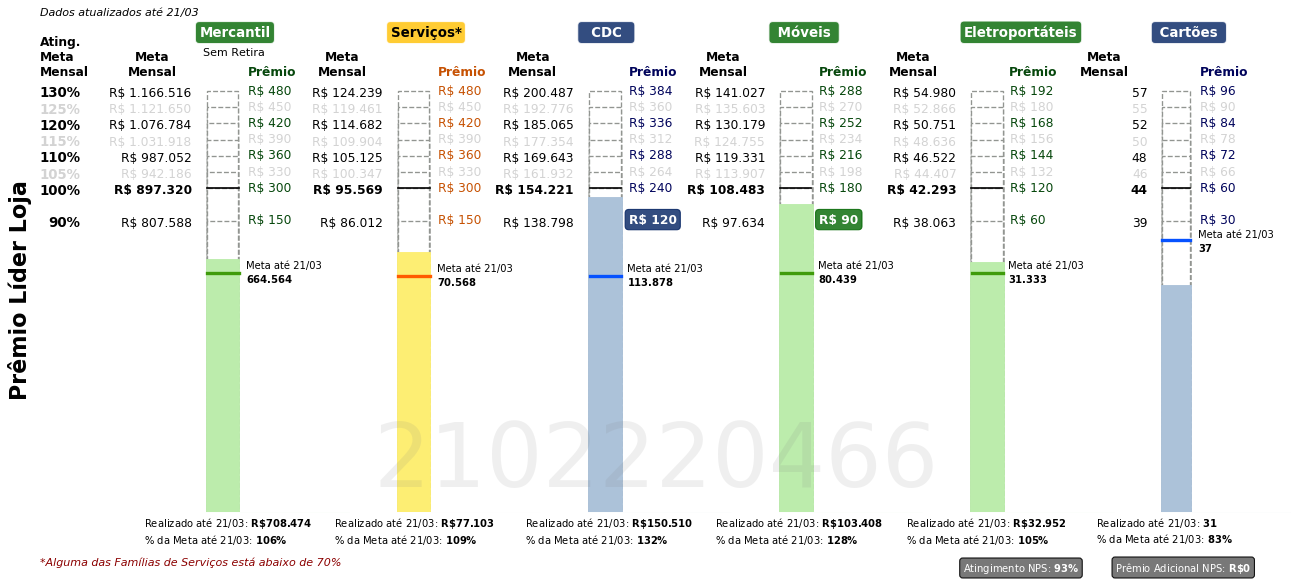 Dados atualizados até 21/03
Mercantil Serviços* CDC Móveis Eletroportáteis Cartões
Sem Retira
Ating.
Meta Meta Meta Meta Meta Meta Meta
Mensal Mensal Prêmio Mensal Prêmio Mensal Prêmio Mensal Prêmio Mensal Prêmio Mensal Prêmio
130% R$ 1.166.516 R$ 480 R$ 124.239 R$ 480 R$ 200.487 R$ 384 R$ 141.027 R$ 288 R$ 54.980 R$ 192 57 R$ 96
125% R$ 1.121.650 R$ 450 R$ 119.461 R$ 450 R$ 192.776 R$ 360 R$ 135.603 R$ 270 R$ 52.866 R$ 180 55 R$ 90
120% R$ 1.076.784 R$ 420 R$ 114.682 R$ 420 R$ 185.065 R$ 336 R$ 130.179 R$ 252 R$ 50.751 R$ 168 52 R$ 84
115% R$ 1.031.918 R$ 390 R$ 109.904 R$ 390 R$ 177.354 R$ 312 R$ 124.755 R$ 234 R$ 48.636 R$ 156 50 R$ 78
110% R$ 987.052 R$ 360 R$ 105.125 R$ 360 R$ 169.643 R$ 288 R$ 119.331 R$ 216 R$ 46.522 R$ 144 48 R$ 72
105% R$ 942.186 R$ 330 R$ 100.347 R$ 330 R$ 161.932 R$ 264 R$ 113.907 R$ 198 R$ 44.407 R$ 132 46 R$ 66
100% R$ 897.320 R$ 300 R$ 95.569 R$ 300 R$ 154.221 R$ 240 R$ 108.483 R$ 180 R$ 42.293 R$ 120 44 R$ 60
90% R$ 807.588 R$ 150 R$ 86.012 R$ 150 R$ 138.798 R$ 120 R$ 97.634 R$ 90 R$ 38.063 R$ 60 39 R$ 30
Meta até 21/03
37
Meta até 21/03 Meta até 21/03 Meta até 21/03 Meta até 21/03 Meta até 21/03
664.564 70.568 113.878 80.439 31.333
Prêmio Líder Loja
2102220466
Realizado até 21/03: R$708.474 Realizado até 21/03: R$77.103 Realizado até 21/03: R$150.510 Realizado até 21/03: R$103.408 Realizado até 21/03: R$32.952 Realizado até 21/03: 31
% da Meta até 21/03: 106% % da Meta até 21/03: 109% % da Meta até 21/03: 132% % da Meta até 21/03: 128% % da Meta até 21/03: 105% % da Meta até 21/03: 83%
*Alguma das Famílias de Serviços está abaixo de 70% Atingimento NPS: 93% Prêmio Adicional NPS: R$0